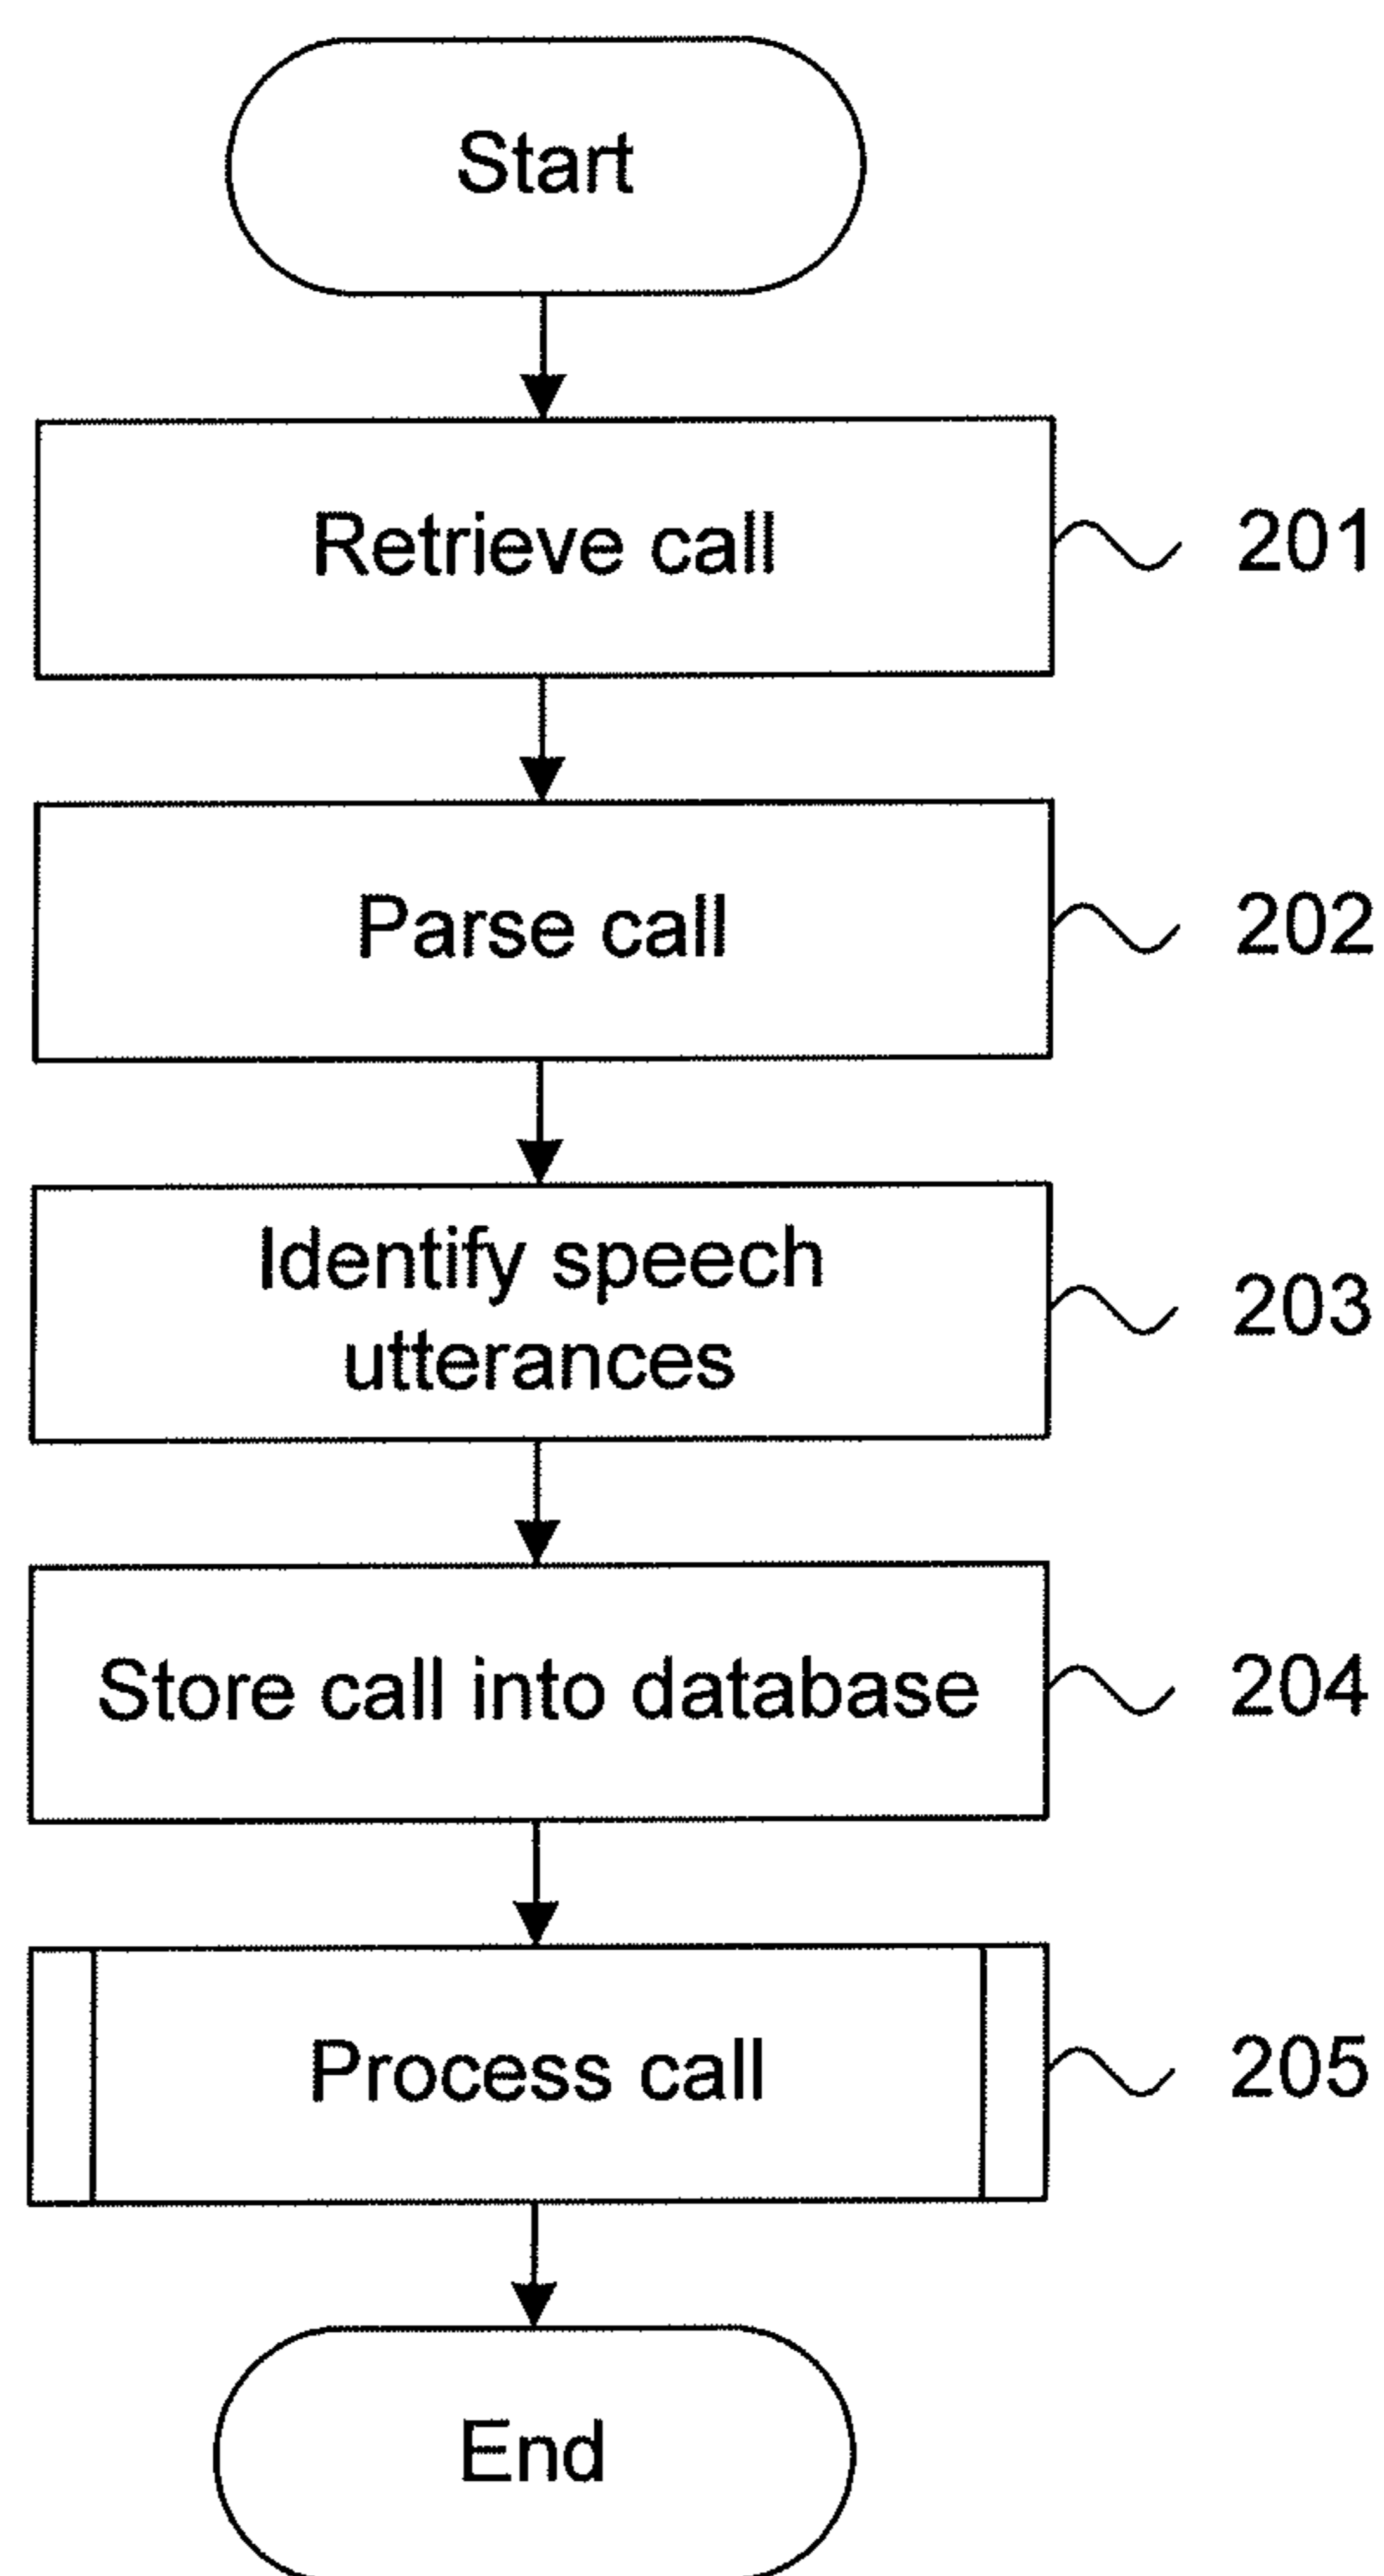 Start
Retrieve call
201
Parse call
202
Identify speech
utterances
203
Store call into database
204
Process call
205
End